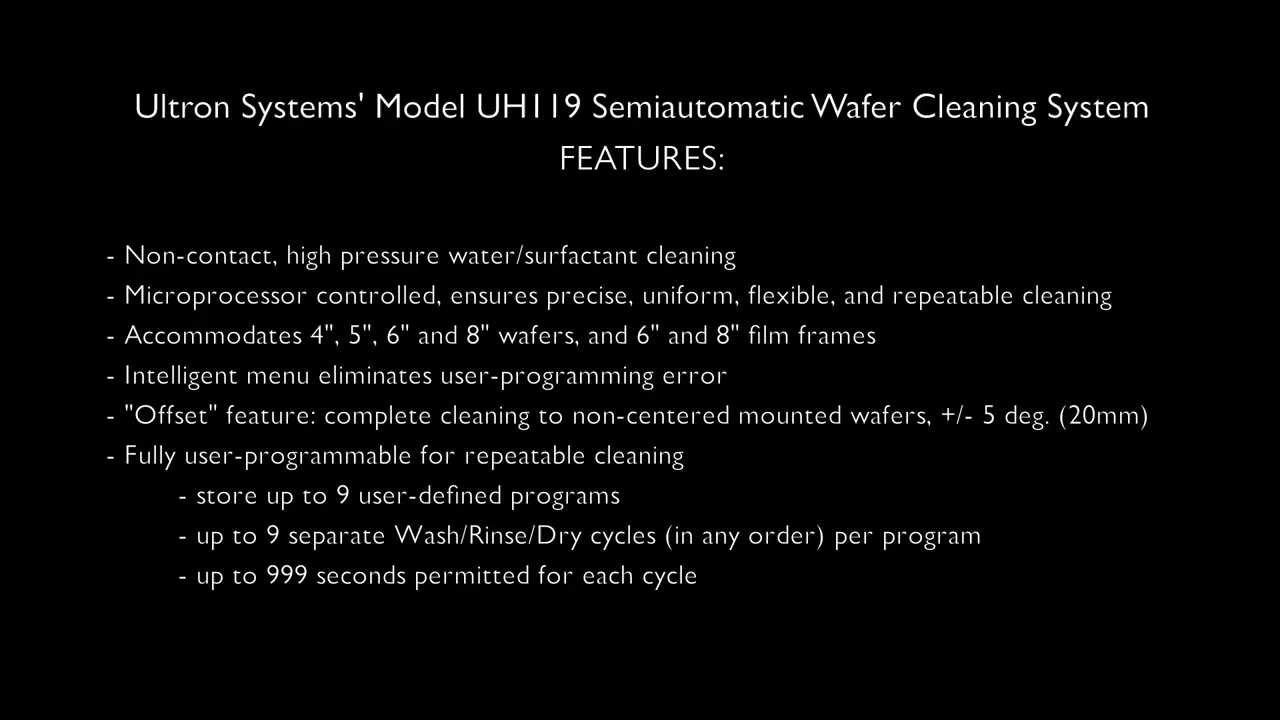 Ultron Systems' Model UH119 Semiautomatic Wafer Cleaning System
FEATURES:
- Non-contact, high pressure water/surfactant cleaning
- Microprocessor controlled, ensures precise, uniform, flexible, and repeatable cleaning
- Accommodates 4", 5", 6" and 8" wafers, and 6" and 8" film frames
- Intelligent menu eliminates user-programming error
- "Offset" feature: complete cleaning to non-centered mounted wafers, +/- 5 deg. (20mm)
- Fully user-programmable for repeatable cleaning
- store up to 9 user-defined programs
- up to 9 separate Wash/Rinse/Dry cycles (in any order) per program
- up to 999 seconds permitted for each cycle